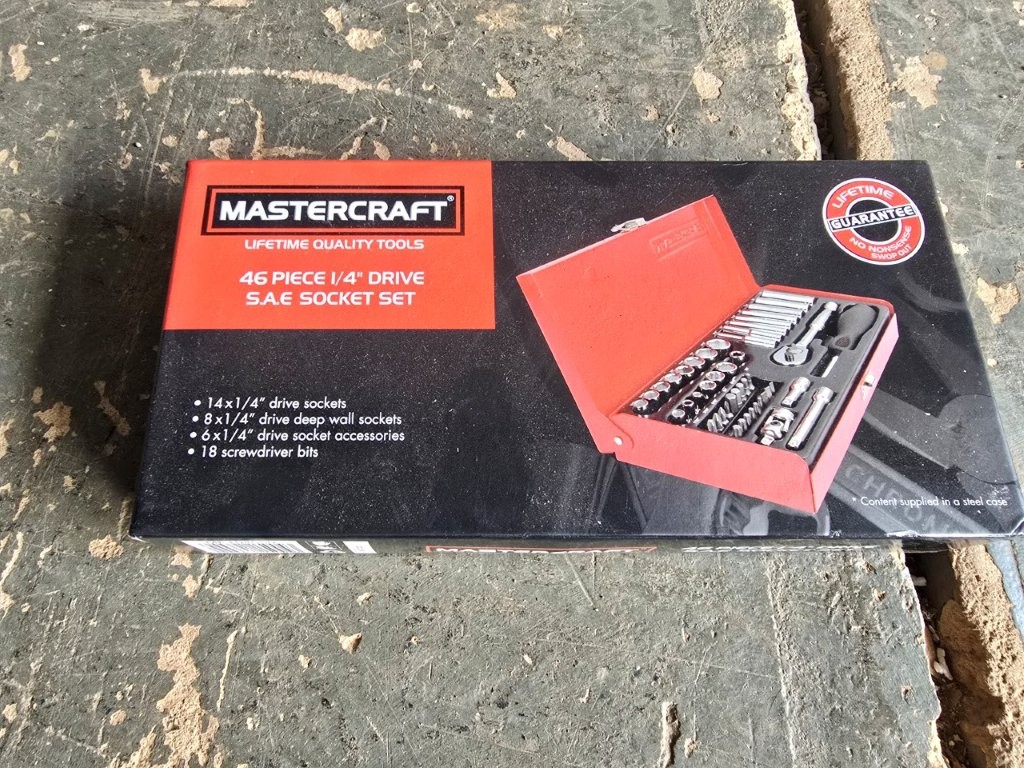 MASTERCRAFT®
LIFETIME QUALITY TOOLS
46 PIECE 1/4" DRIVE
S.A.E SOCKET SET
• 14 x 1/4" drive sockets
• 8 x 1/4" drive deep wall sockets
• 6 x 1/4" drive socket accessories
• 18 screwdriver bits
LIFETIME
GUARANTEE
NO NONSENSE
SWOP OUT
* Content supplied in a steel case
MASTERCRAFT